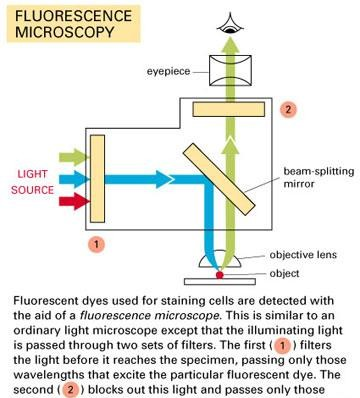 FLUORESCENCE
MICROSCOPY
eyepiece
2
beam-splitting
mirror
LIGHT
SOURCE
1
objective lens
object
Fluorescent dyes used for staining cells are detected with
the aid of a fluorescence microscope. This is similar to an
ordinary light microscope except that the illuminating light
is passed through two sets of filters. The first ( 1 ) filters
the light before it reaches the specimen, passing only those
wavelengths that excite the particular fluorescent dye. The
second ( 2 ) blocks out this light and passes only those